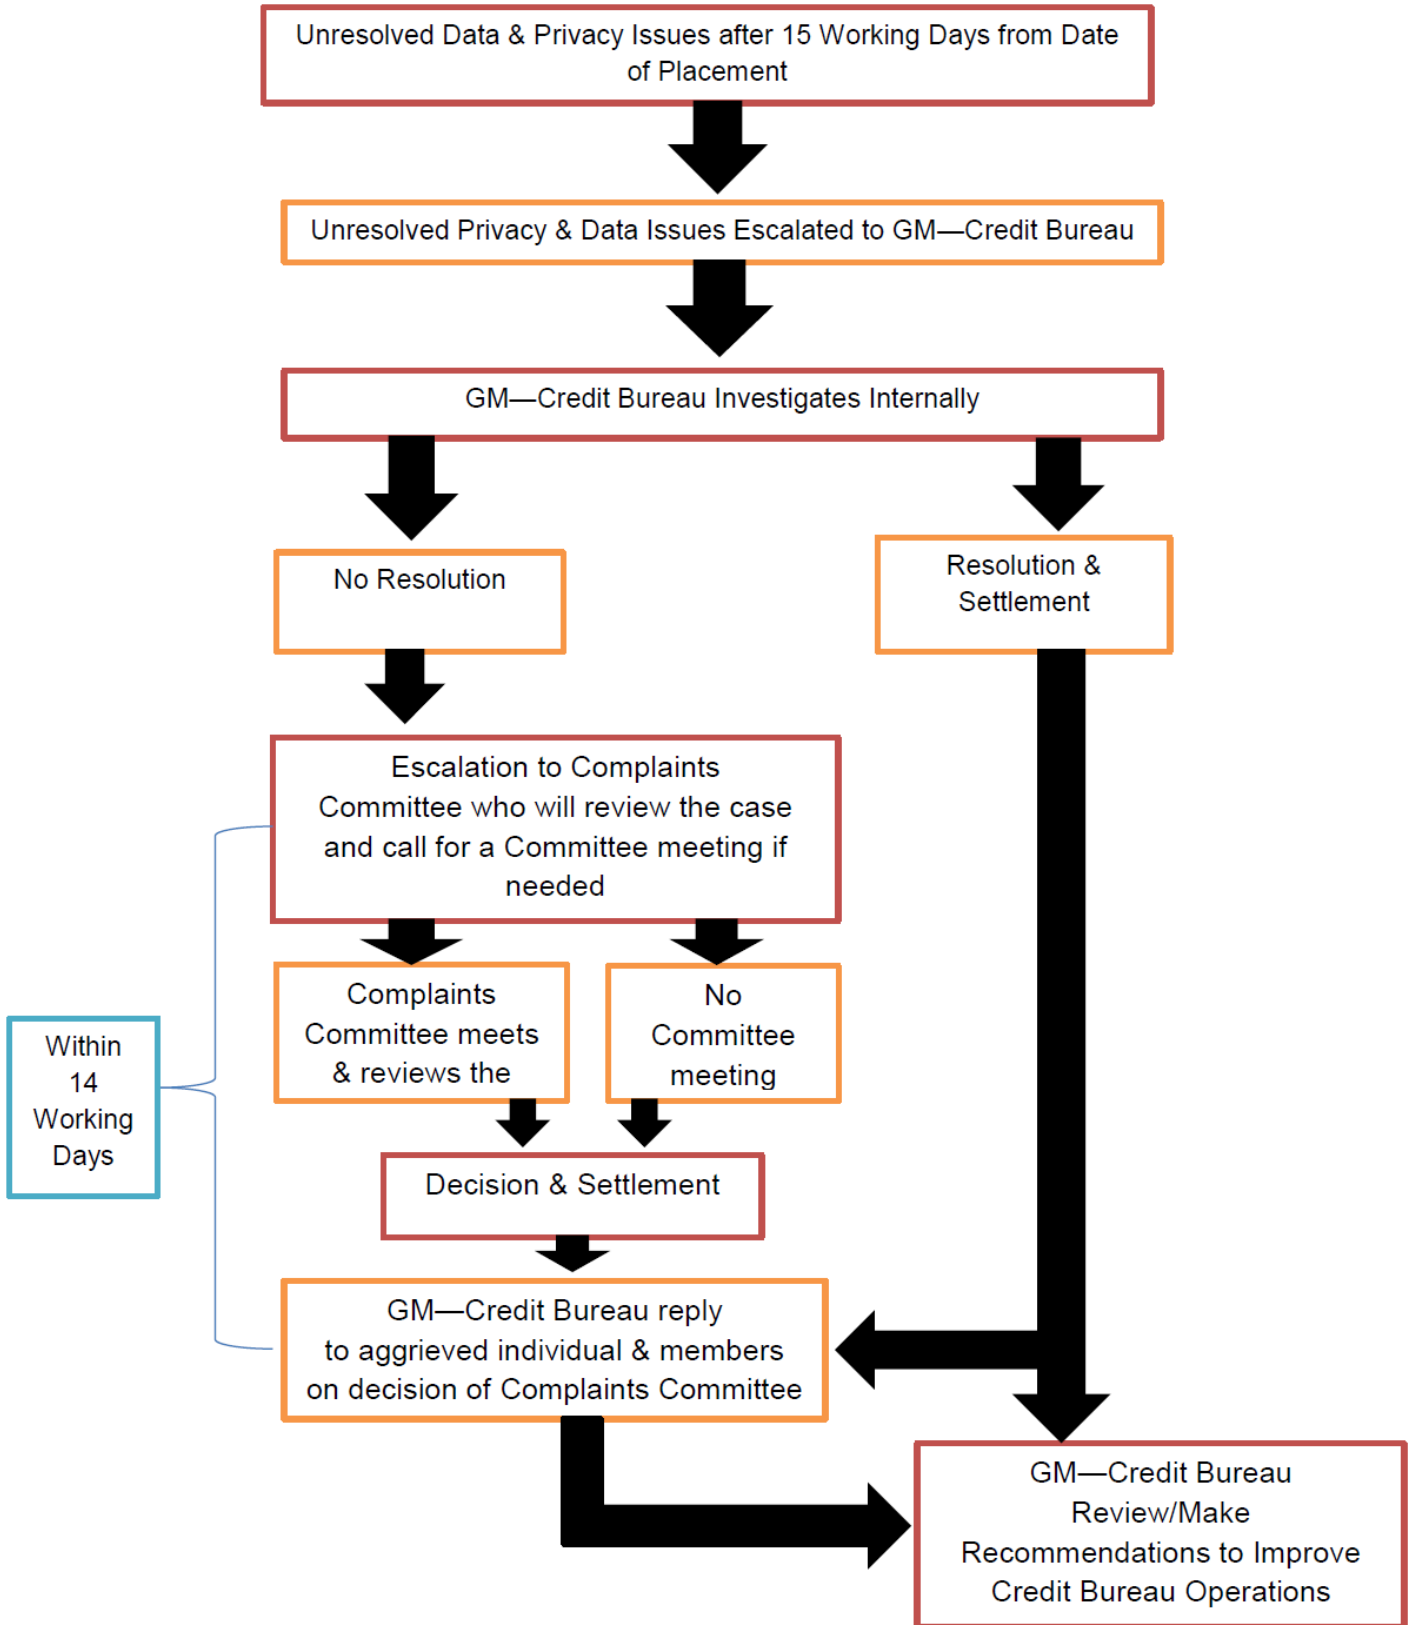 Unresolved Data & Privacy Issues after 15 Working Days from Date
of Placement
Unresolved Privacy & Data Issues Escalated to GM—Credit Bureau
GM—Credit Bureau Investigates Internally
No Resolution
Resolution &
Settlement
Escalation to Complaints
Committee who will review the case
and call for a Committee meeting if
needed
Complaints
Committee meets
& reviews the
No
Committee
meeting
Within
14
Working
Days
Decision & Settlement
GM—Credit Bureau reply
to aggrieved individual & members
on decision of Complaints Committee
GM—Credit Bureau
Review/Make
Recommendations to Improve
Credit Bureau Operations